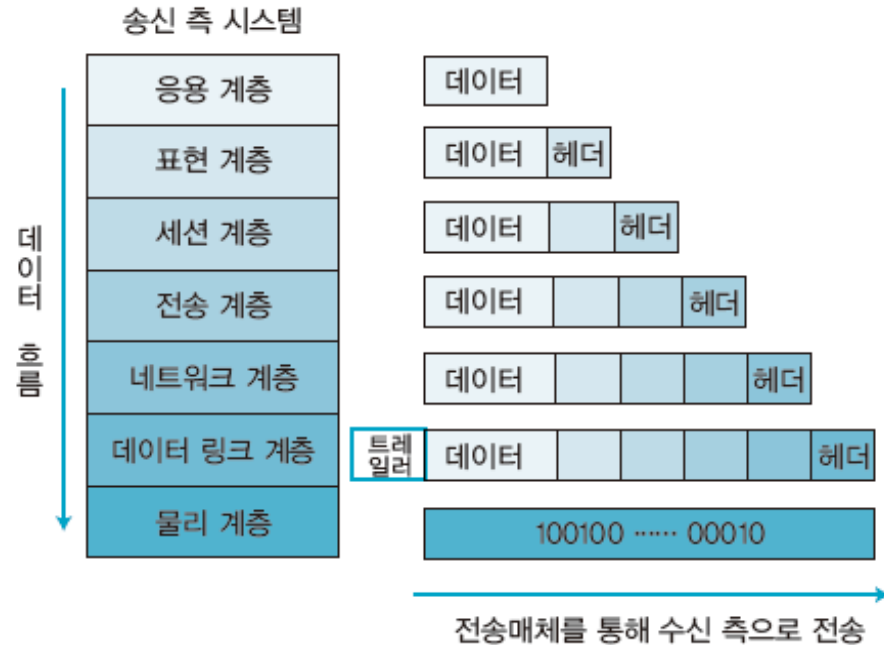 송신 측 시스템
데이터 흐름
응용 계층
데이터
표현 계층
데이터 헤더
세션 계층
데이터 헤더
전송 계층
데이터 헤더
네트워크 계층
데이터 헤더
데이터 링크 계층
트레
일러
데이터 헤더
물리 계층
100100 ······ 00010
전송매체를 통해 수신 측으로 전송